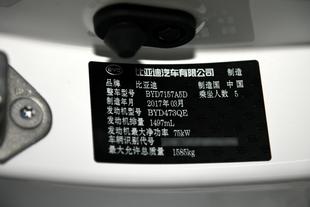 比亚迪汽车有限公司 制造
品牌 比亚迪 制造国 中国
整车型号 BYD7157A5D 乘坐人数 5
制造年月 2017年03月
发动机型号 BYD473QE
发动机排量 1497mL
发动机最大净功率 75kW
车辆识别代号
最大允许总质量 1585kg